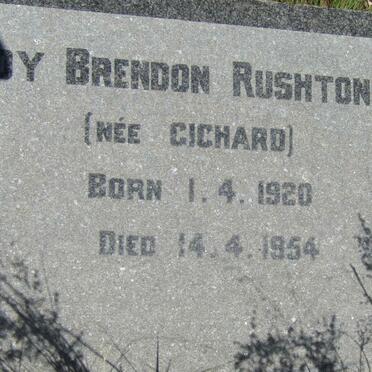 Y BRENDON RUSHTON
(NÉE CICHARD)
BORN 1.4.1920
DIED 14.4.1954